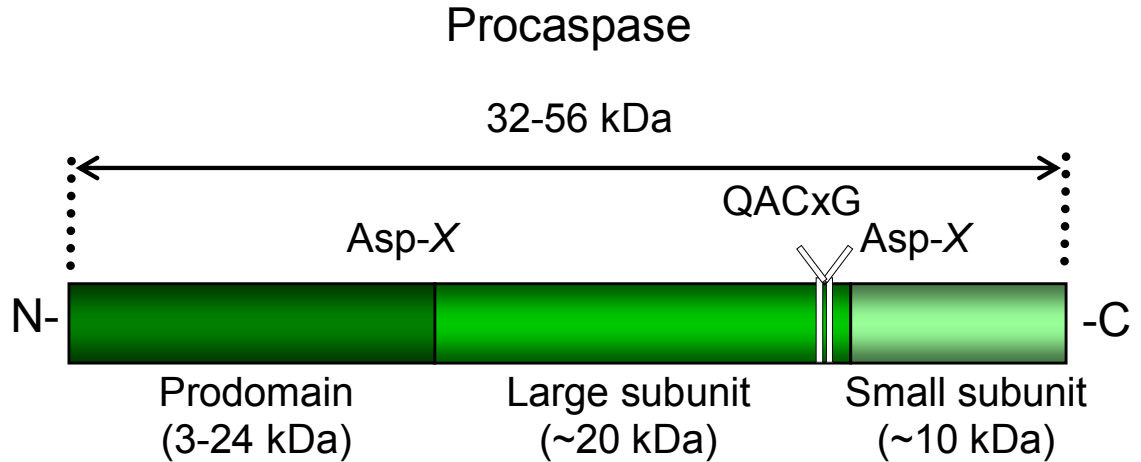 Procaspase
32-56 kDa
QACxG
Asp-X
Asp-X
N-
-C
Prodomain
(3-24 kDa)
Large subunit
(~20 kDa)
Small subunit
(~10 kDa)